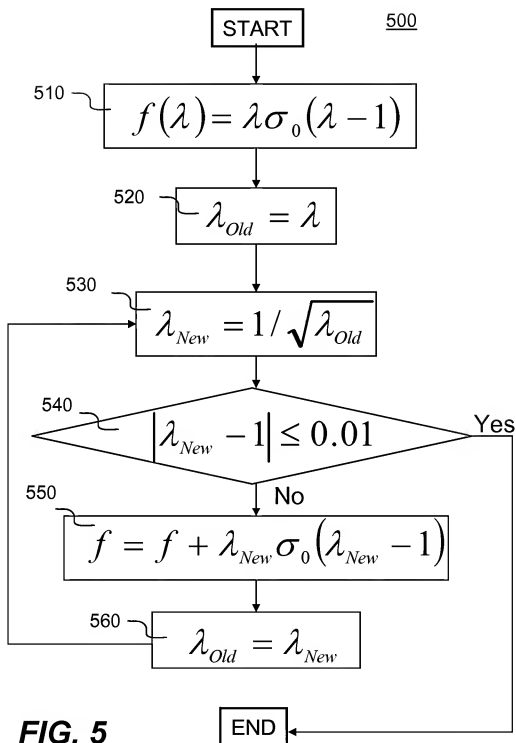 START
500
510
f(λ) = λσ₀(λ − 1)
520
λ_Old = λ
530
λ_New = 1/√λ_Old
540
|λ_New − 1| ≤ 0.01
Yes
No
550
f = f + λ_New σ₀(λ_New − 1)
560
λ_Old = λ_New
FIG. 5
END